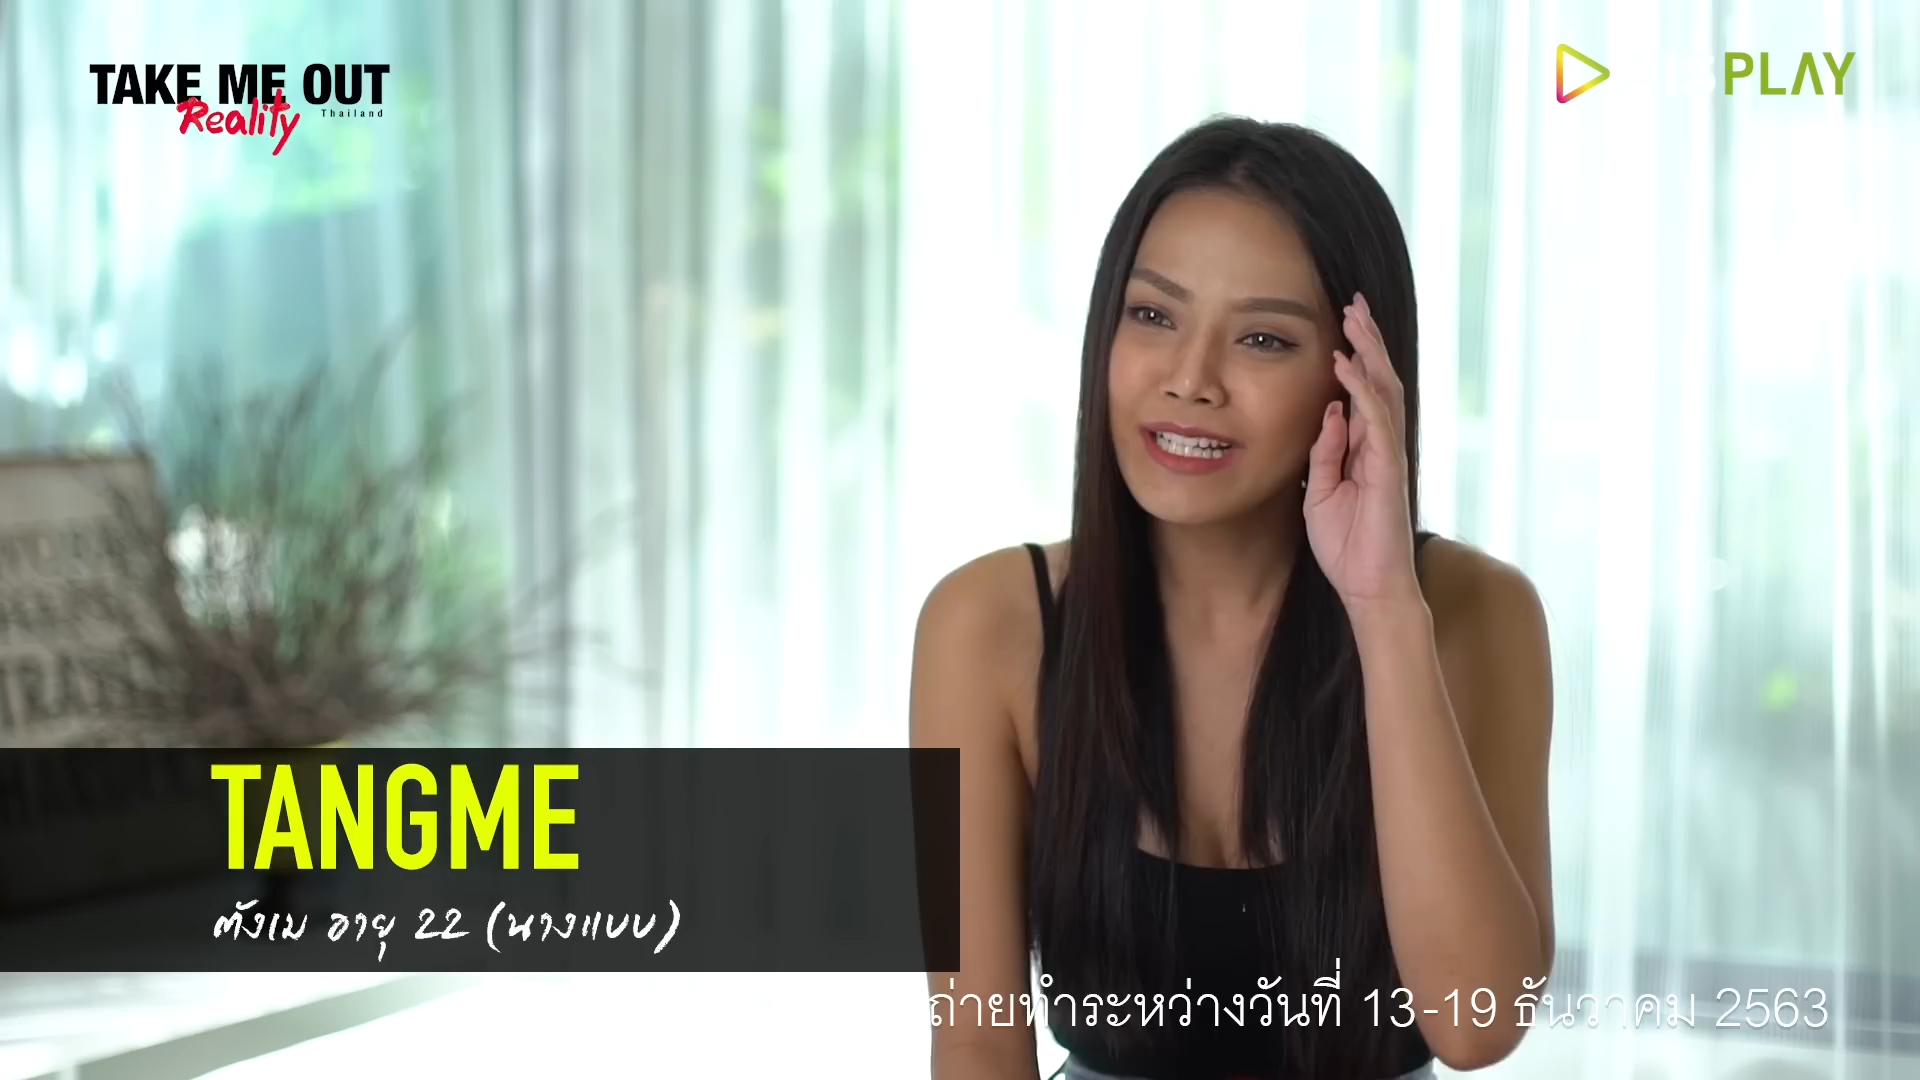 TAKE ME OUT
Reality
Thailand
PLAY
TANGME
ตังเม อายุ 22 (นางแบบ)
ถ่ายทำระหว่างวันที่ 13-19 ธันวาคม 2563